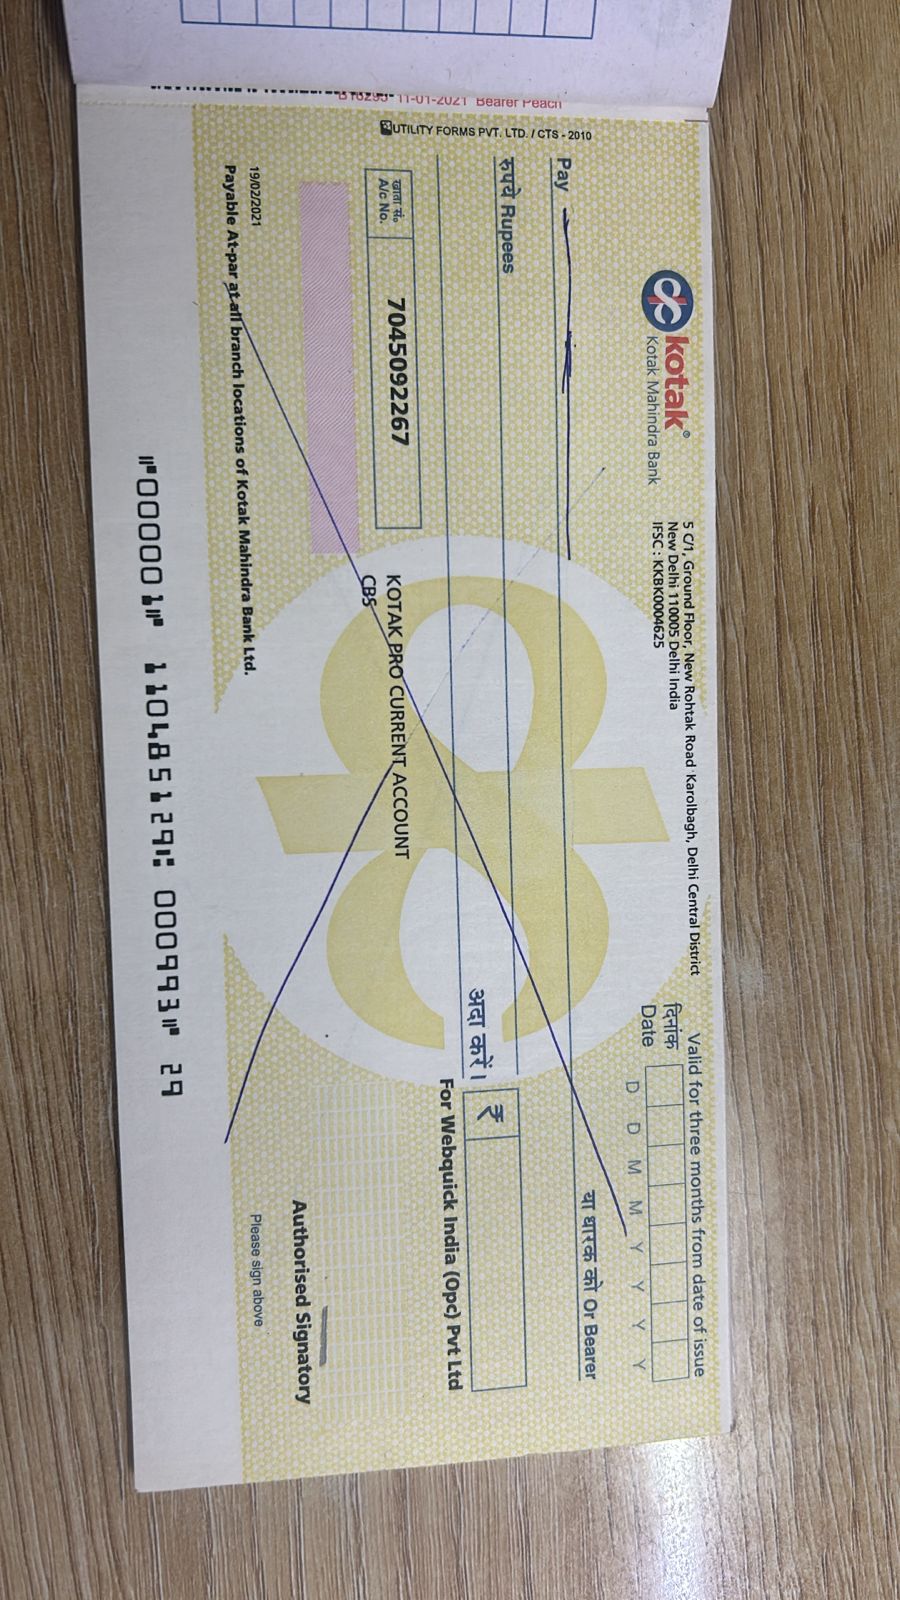 B16295- 11-01-2021 Bearer Peach
UTILITY FORMS PVT. LTD. / CTS - 2010
kotak®
Kotak Mahindra Bank
5 C/1, Ground Floor, New Rohtak Road Karolbagh, Delhi Central District
New Delhi 110005 Delhi India
IFSC : KKBK0004625
Valid for three months from date of issue
दिनांक
Date
D D M M Y Y Y Y
Pay
या धारक को Or Bearer
रुपये Rupees
अदा करें।
₹
खाता सं०
A/c No.
7045092267
For Webquick India (Opc) Pvt Ltd
KOTAK PRO CURRENT ACCOUNT
CBS
Authorised Signatory
Please sign above
19/02/2021
Payable At-par at all branch locations of Kotak Mahindra Bank Ltd.
⑈000001⑈ 110485129⑆ 000993⑈ 29